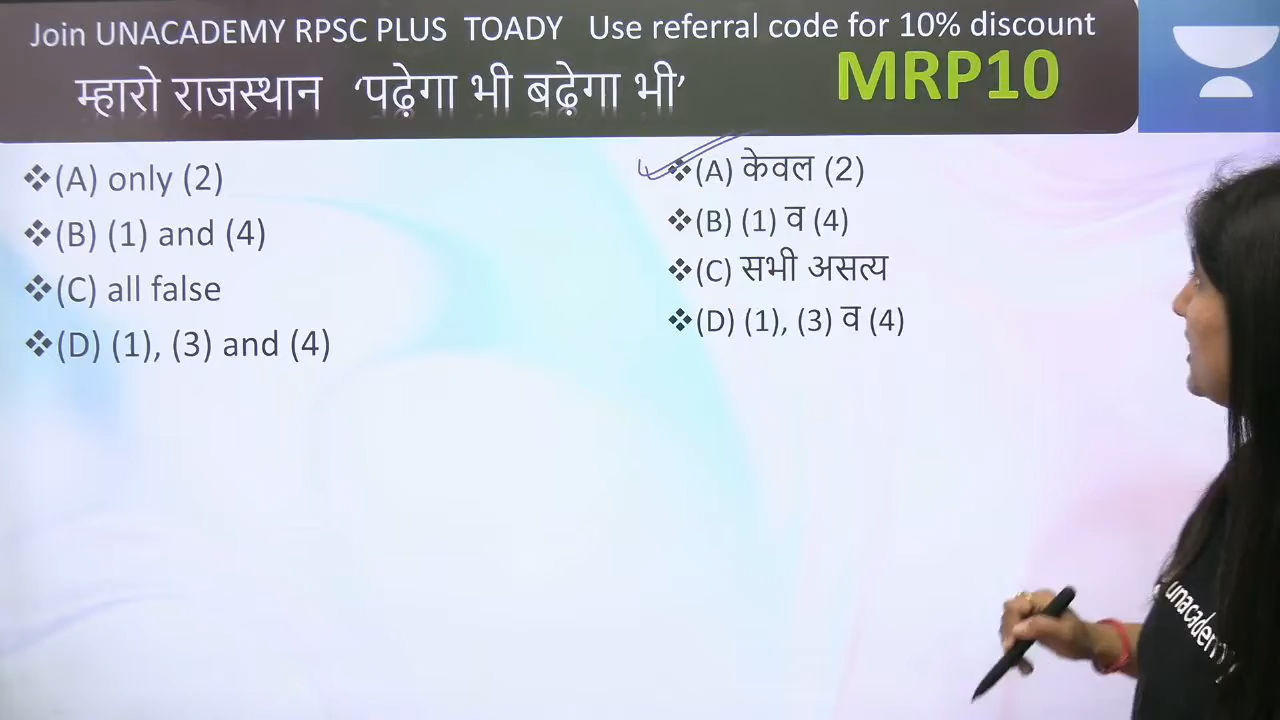 Join UNACADEMY RPSC PLUS TOADY Use referral code for 10% discount
म्हारो राजस्थान ‘पढ़ेगा भी बढ़ेगा भी’ MRP10
❖(A) only (2)
❖(B) (1) and (4)
❖(C) all false
❖(D) (1), (3) and (4)
❖(A) केवल (2)
❖(B) (1) व (4)
❖(C) सभी असत्य
❖(D) (1), (3) व (4)
unacademy